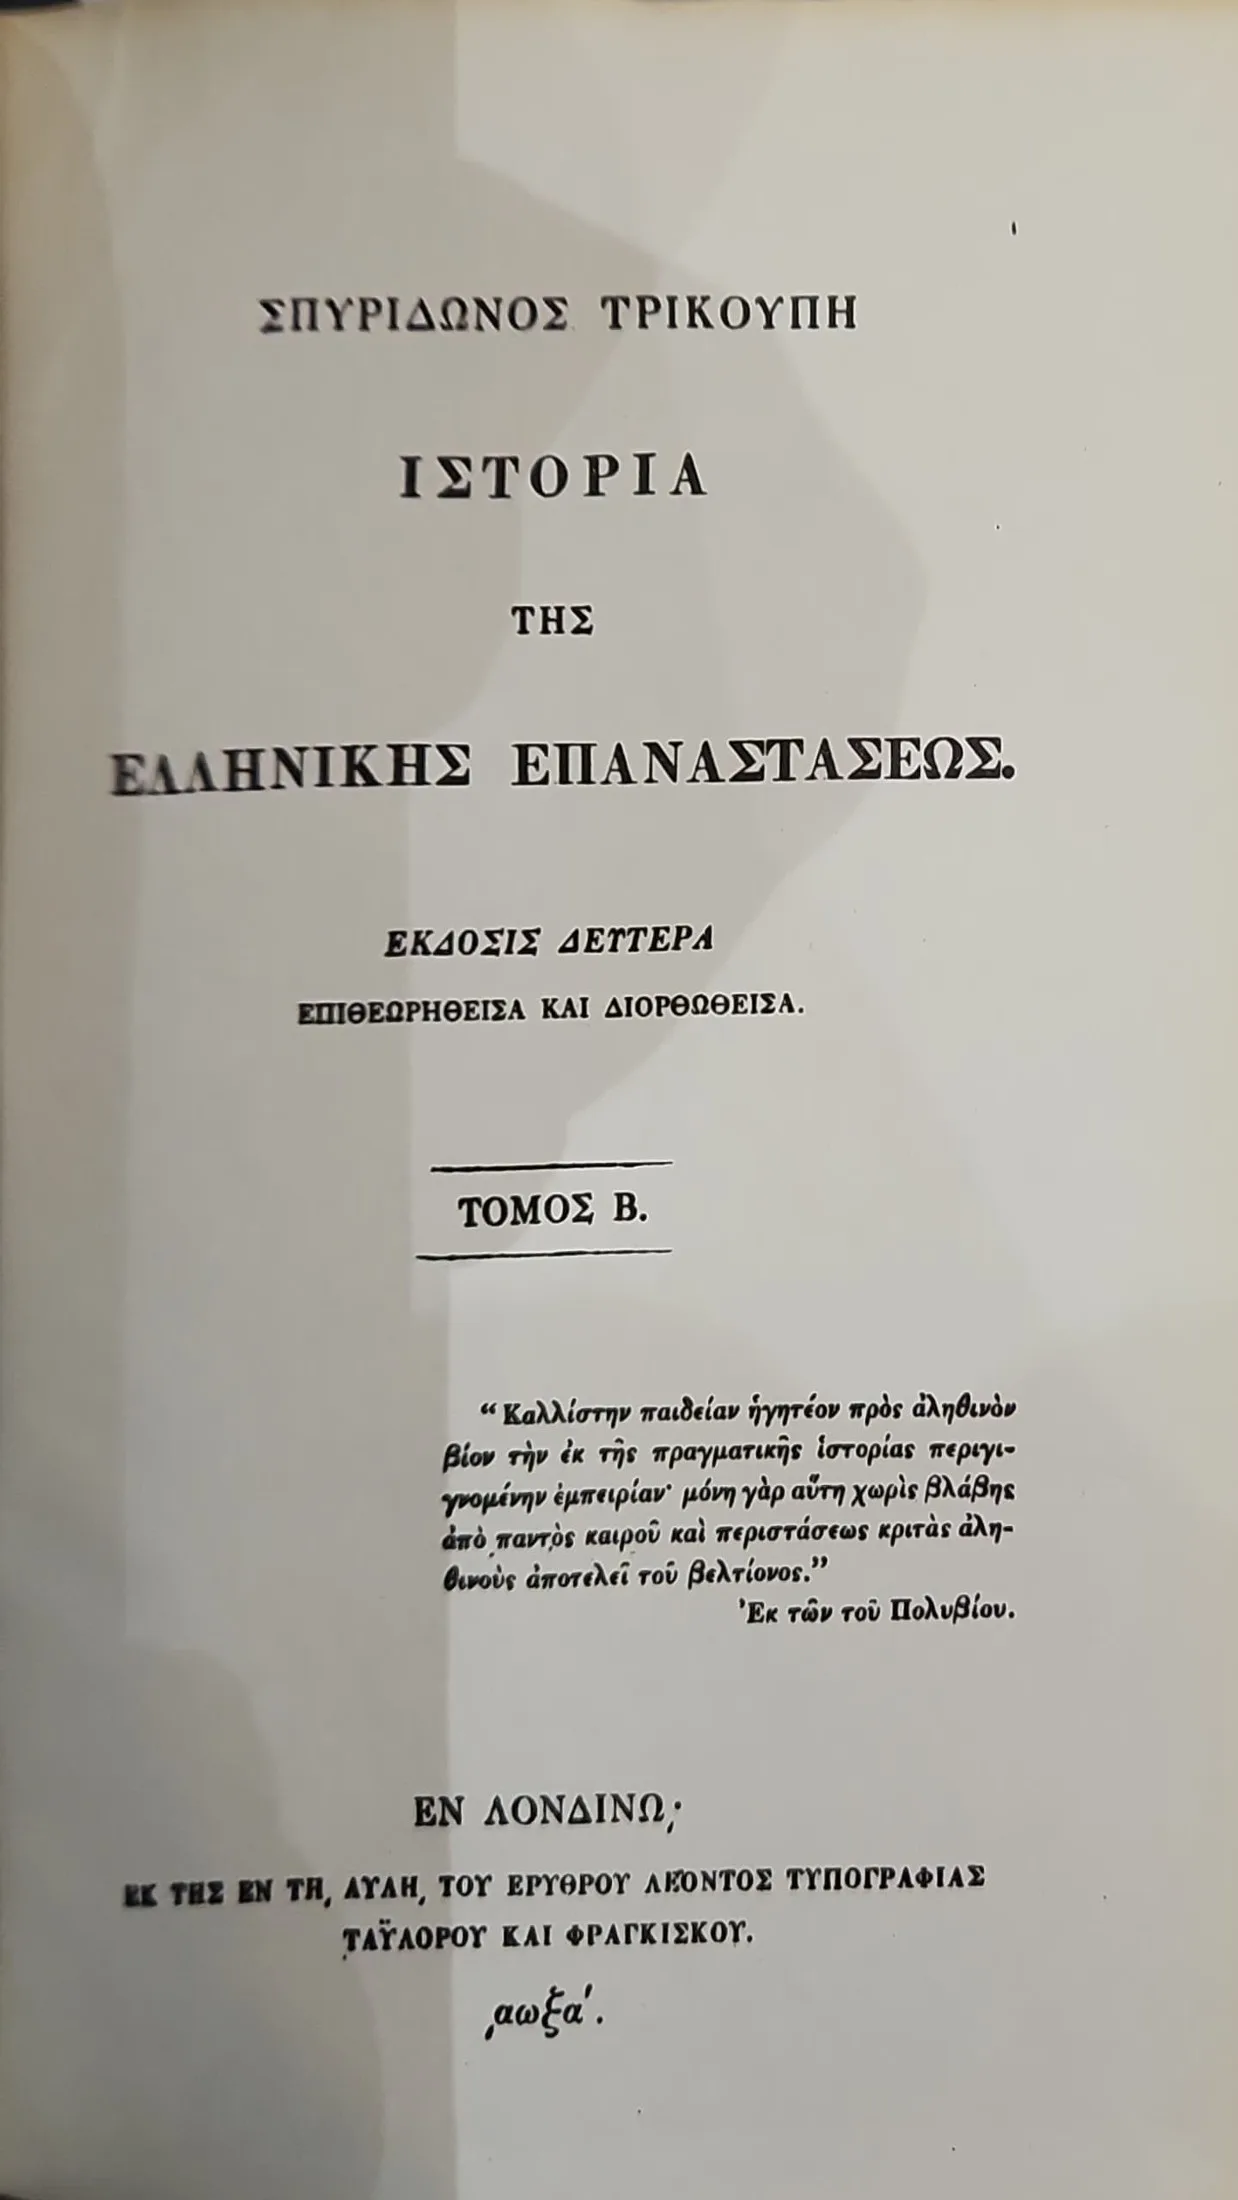 ΣΠΥΡΙΔΩΝΟΣ ΤΡΙΚΟΥΠΗ
ΙΣΤΟΡΙΑ
ΤΗΣ
ΕΛΛΗΝΙΚΗΣ ΕΠΑΝΑΣΤΑΣΕΩΣ.
ΕΚΔΟΣΙΣ ΔΕΥΤΕΡΑ
ΕΠΙΘΕΩΡΗΘΕΙΣΑ ΚΑΙ ΔΙΟΡΘΩΘΕΙΣΑ.
ΤΟΜΟΣ Β.
“Καλλίστην παιδείαν ἡγητέον πρὸς ἀληθινὸν
βίον τὴν ἐκ τῆς πραγματικῆς ἱστορίας περιγι-
γνομένην ἐμπειρίαν· μόνη γὰρ αὕτη χωρὶς βλάβης
ἀπὸ παντὸς καιροῦ καὶ περιστάσεως κριτὰς ἀλη-
θινοὺς ἀποτελεῖ τοῦ βελτίονος.”
Ἐκ τῶν τοῦ Πολυβίου.
ΕΝ ΛΟΝΔΙΝΩͺ·
ΕΚ ΤΗΣ ΕΝ ΤΗͺ ΑΥΛΗͺ ΤΟΥ ΕΡΥΘΡΟΥ ΛΕΟΝΤΟΣ ΤΥΠΟΓΡΑΦΙΑΣ
ΤΑΫΛΟΡΟΥ ΚΑΙ ΦΡΑΓΚΙΣΚΟΥ.
͵αωξα′.